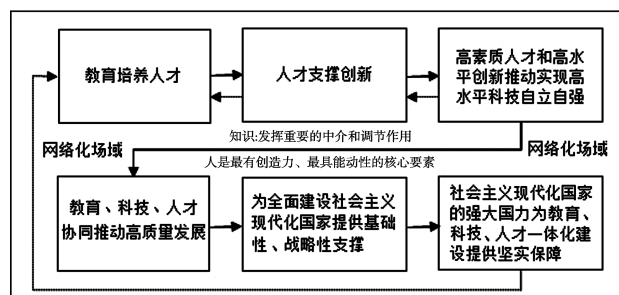 教育培养人才
人才支撑创新
高素质人才和高水
平创新推动实现高
水平科技自立自强
知识:发挥重要的中介和调节作用
网络化场域
网络化场域
人是最有创造力、最具能动性的核心要素
教育、科技、人才
协同推动高质量发展
为全面建设社会主义
现代化国家提供基础
性、战略性支撑
社会主义现代化国家
的强大国力为教育、
科技、人才一体化建
设提供坚实保障